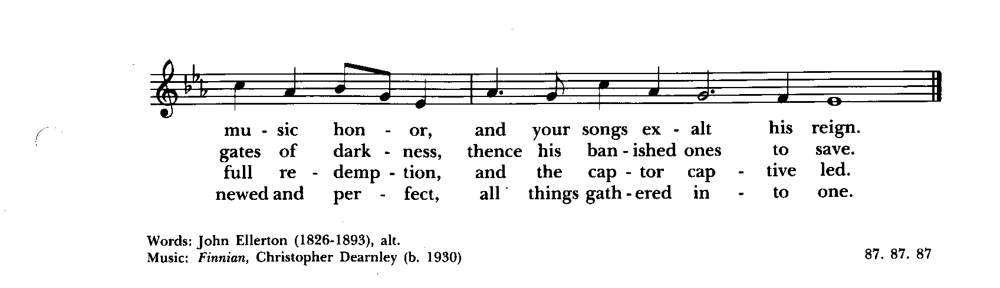 mu - sic hon - or, and your songs ex - alt his reign.
gates of dark - ness, thence his ban - ished ones to save.
full re - demp - tion, and the cap - tor cap - tive led.
newed and per - fect, all things gath - ered in - to one.
Words: John Ellerton (1826-1893), alt.
Music: Finnian, Christopher Dearnley (b. 1930)
87. 87. 87